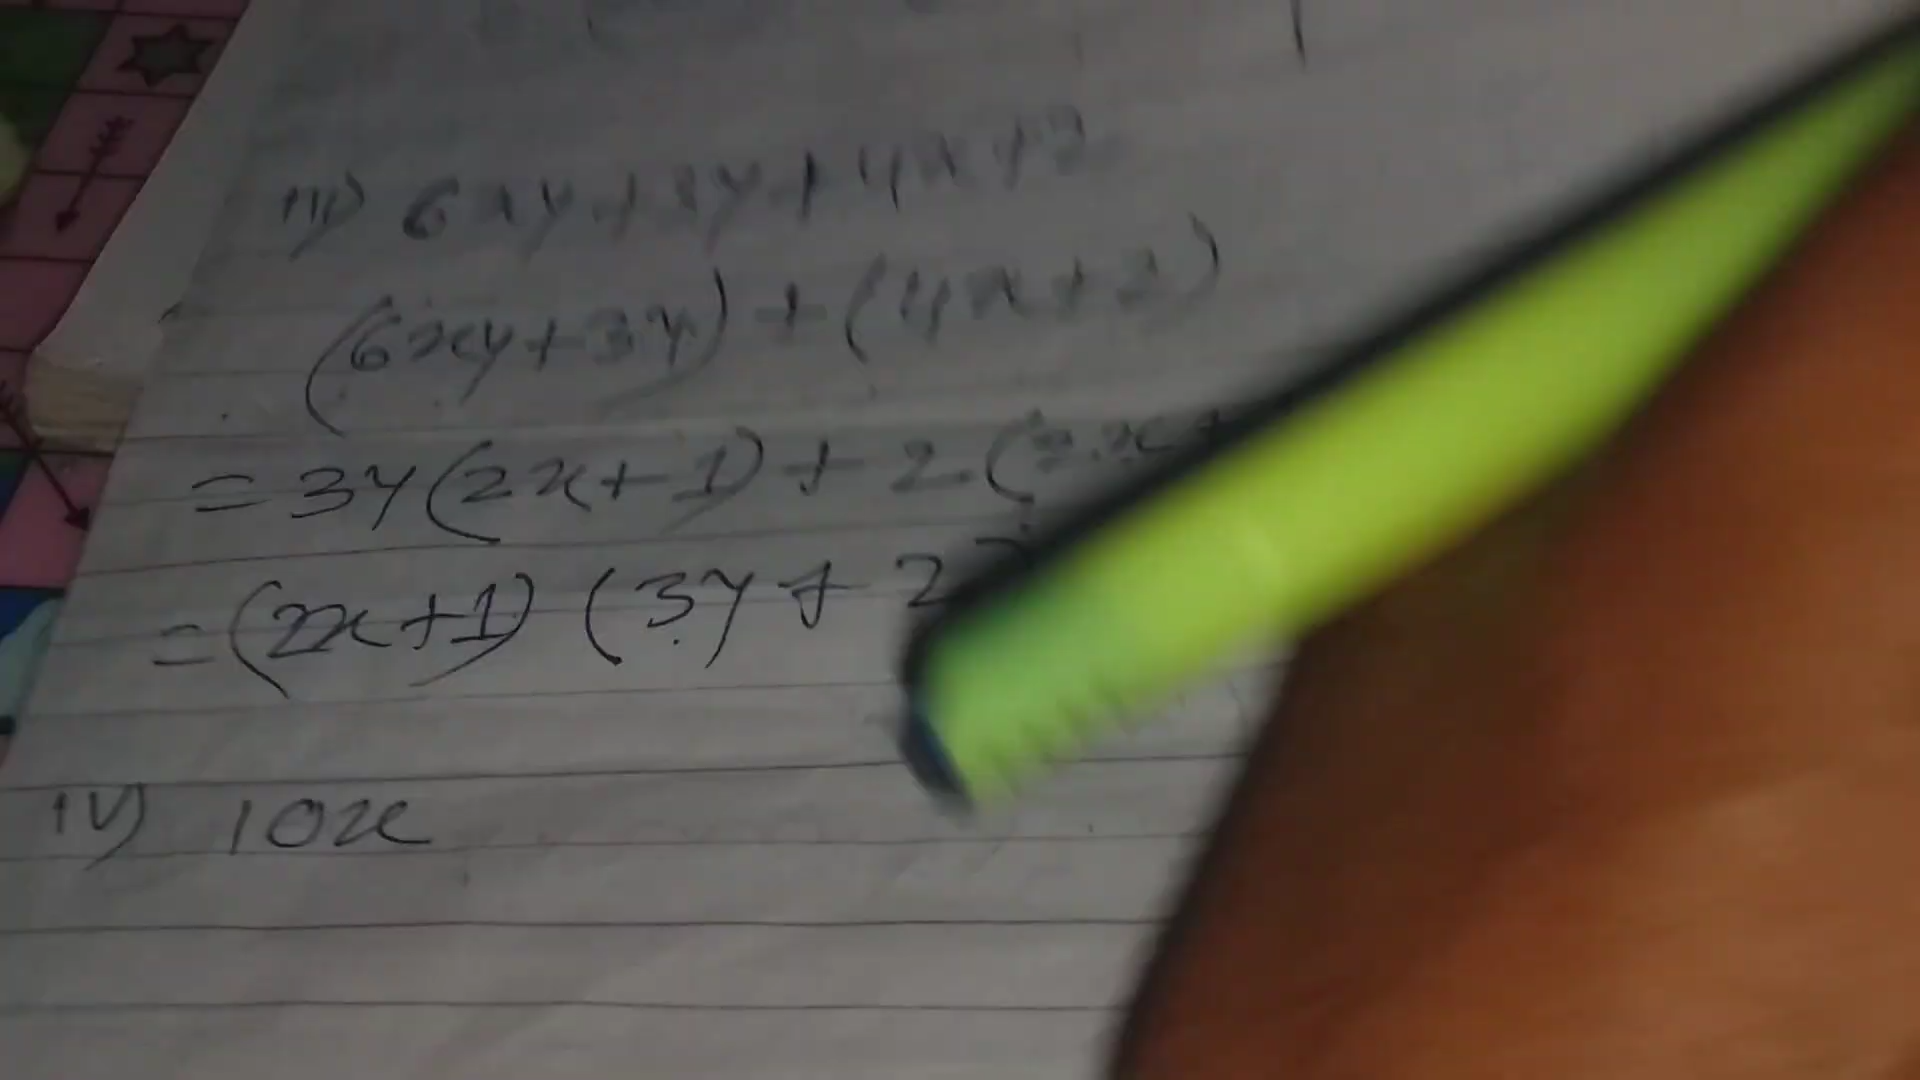 iii) 6xy+3y+4x+2
(6xy+3y)+(4x+2)
=3y(2x+1)+2(2x+
=(2x+1)(3y+2)
iv) 10x